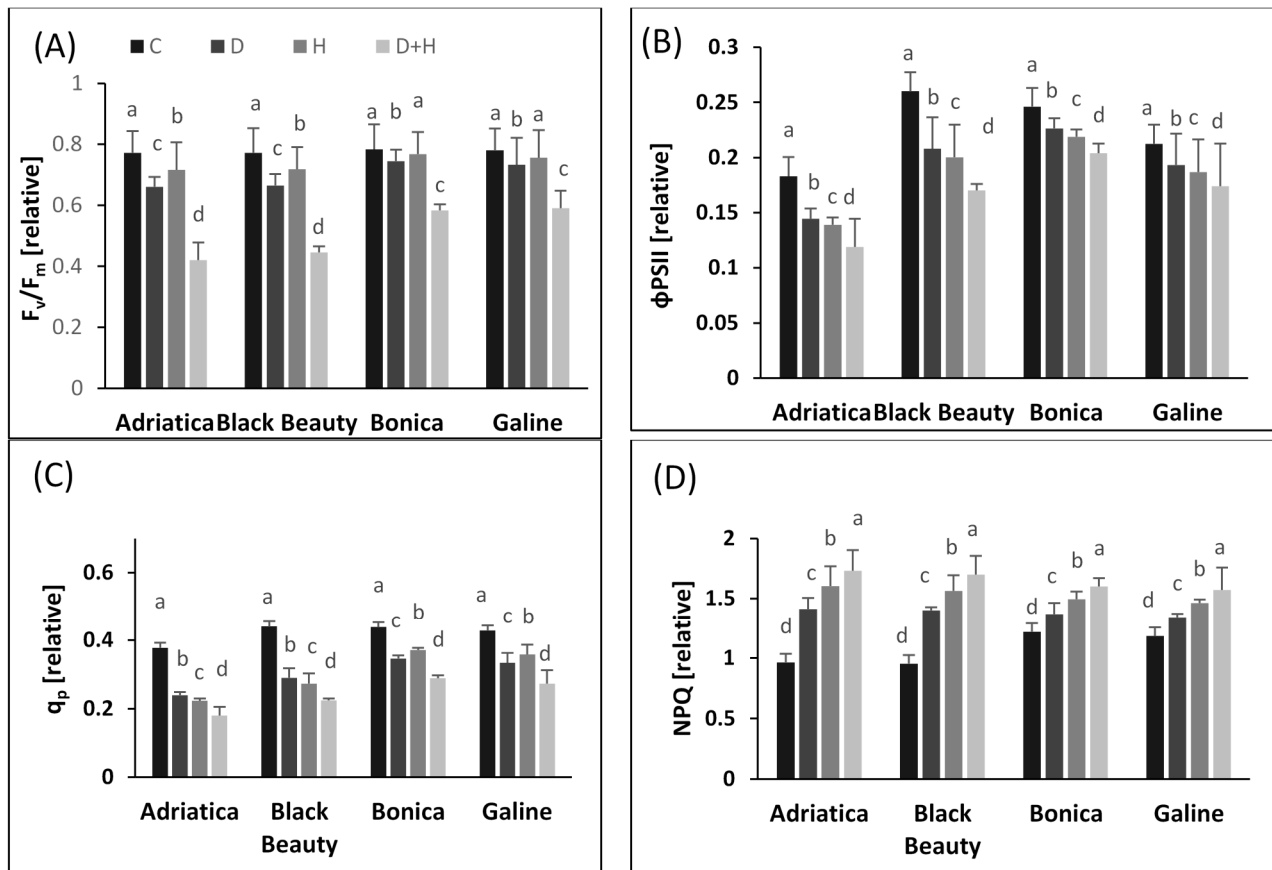 (A)
C D H D+H
Fv/Fm [relative]
1
0.8
0.6
0.4
0.2
0
a c b d
a c b d
a b a c
a b a c
Adriatica Black Beauty Bonica Galine
(B)
ϕPSII [relative]
0.3
0.25
0.2
0.15
0.1
0.05
0
a b c d
a b c d
a b c d
a b c d
Adriatica Black Beauty Bonica Galine
(C)
qp [relative]
0.6
0.4
0.2
0
a b c d
a b c d
a c b d
a c b d
Adriatica Black Bonica Galine
Beauty
(D)
NPQ [relative]
2
1.5
1
0.5
0
d c b a
d c b a
d c b a
d c b a
Adriatica Black Bonica Galine
Beauty